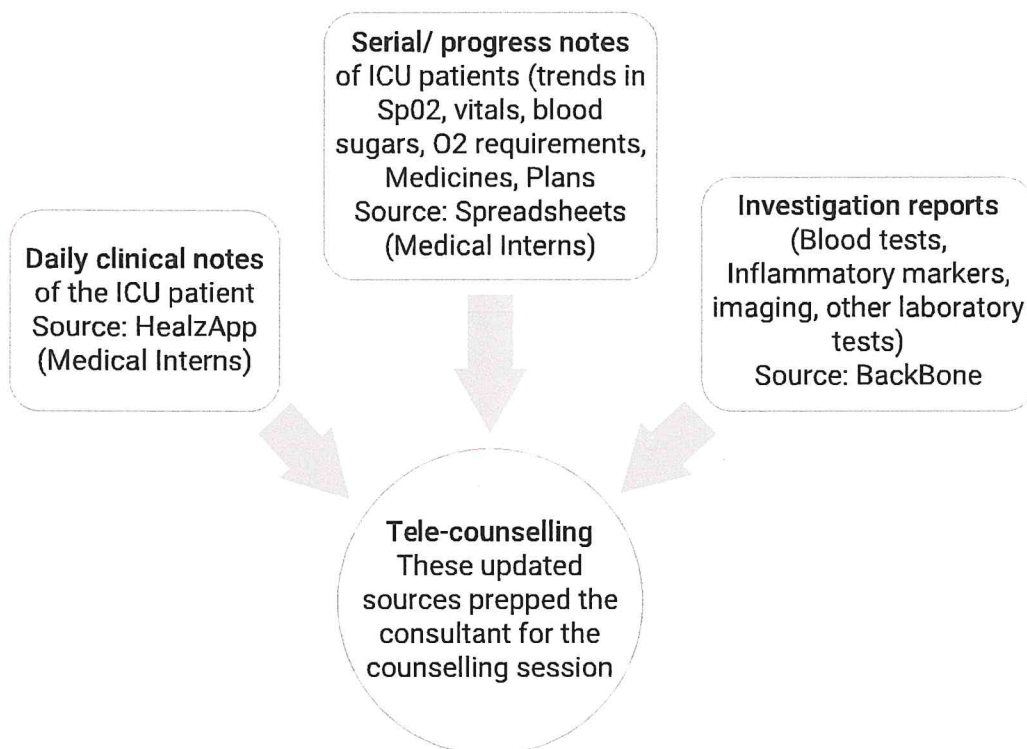 Serial/ progress notes
of ICU patients (trends in
Sp02, vitals, blood
sugars, O2 requirements,
Medicines, Plans
Source: Spreadsheets
(Medical Interns)
Daily clinical notes
of the ICU patient
Source: HealzApp
(Medical Interns)
Investigation reports
(Blood tests,
Inflammatory markers,
imaging, other laboratory
tests)
Source: BackBone
Tele-counselling
These updated
sources prepped the
consultant for the
counselling session